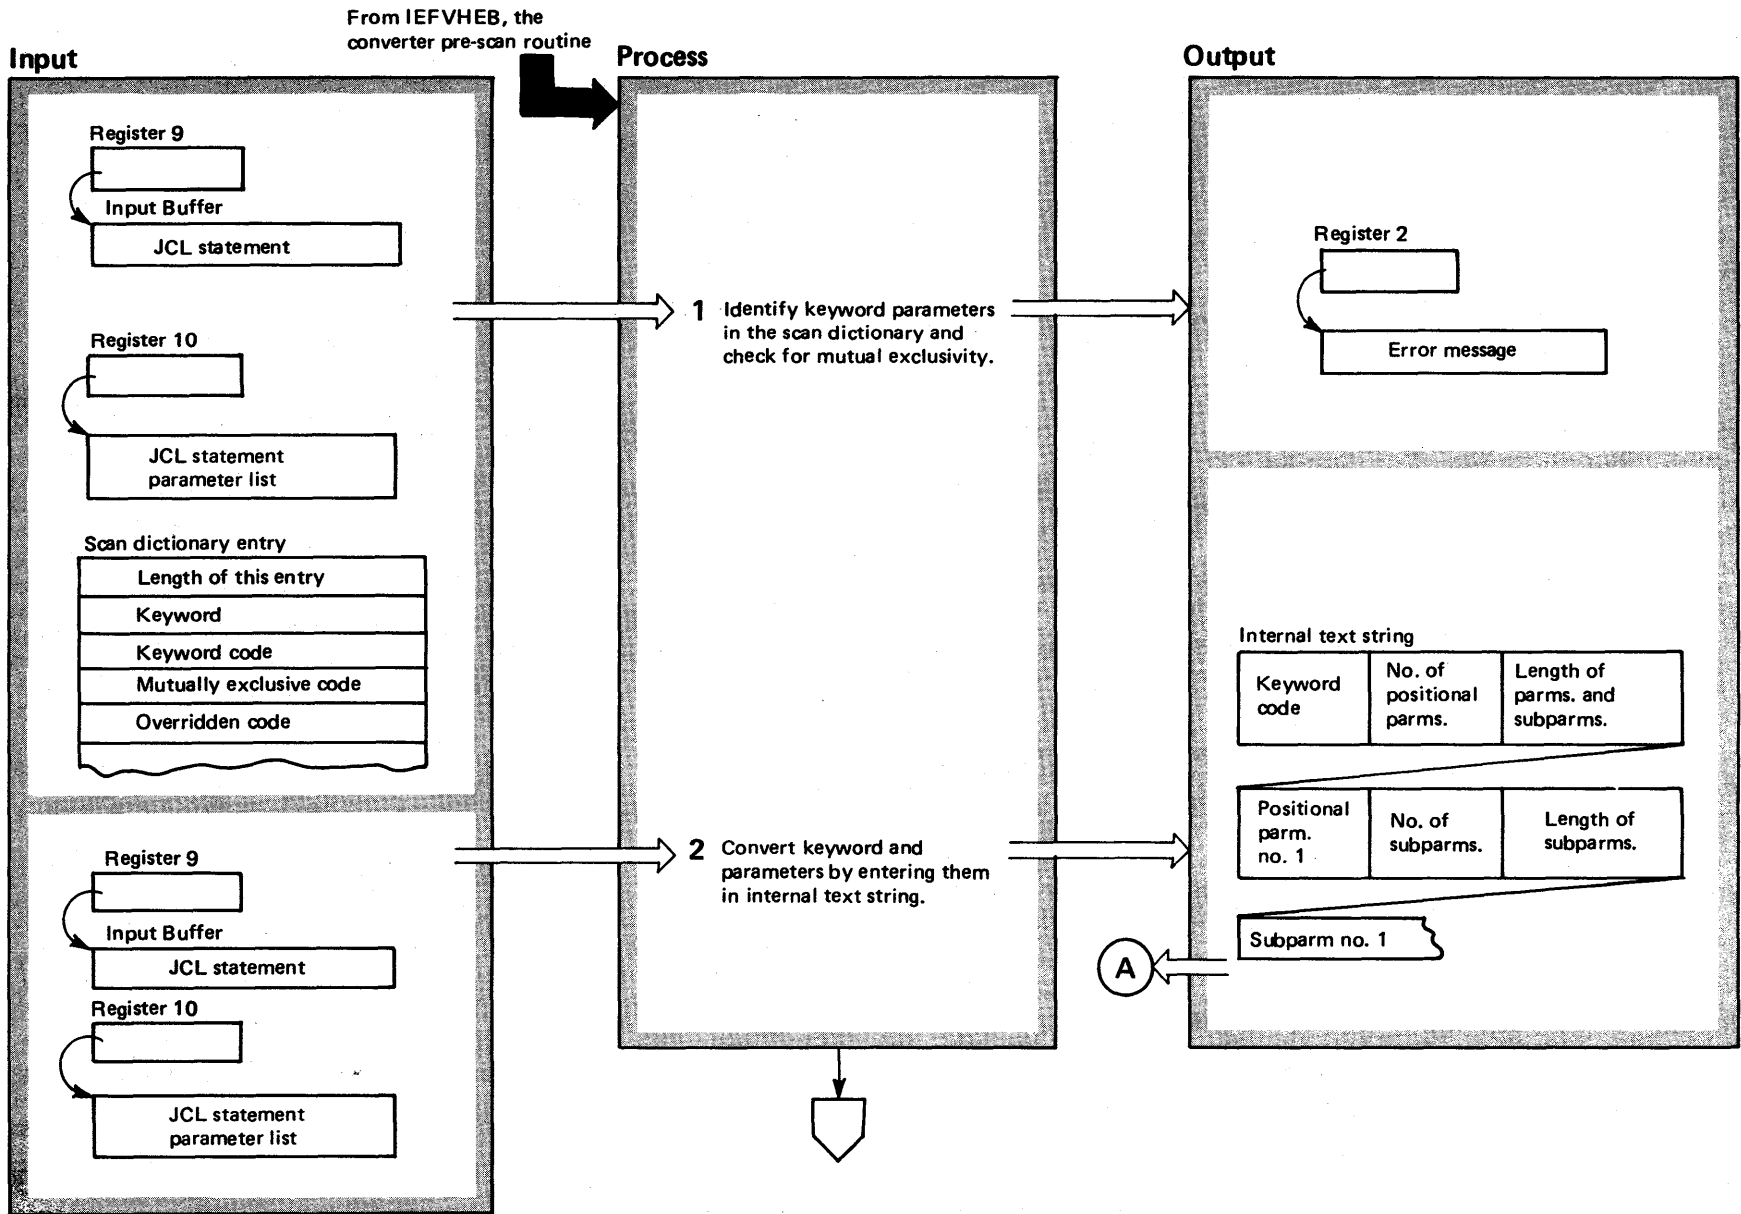 From IEFVHEB, the
converter pre-scan routine
Input
Register 9
Input Buffer
JCL statement
Register 10
JCL statement
parameter list
Scan dictionary entry
Length of this entry
Keyword
Keyword code
Mutually exclusive code
Overridden code
Register 9
Input Buffer
JCL statement
Register 10
JCL statement
parameter list
Process
1 Identify keyword parameters
in the scan dictionary and
check for mutual exclusivity.
2 Convert keyword and
parameters by entering them
in internal text string.
Output
Register 2
Error message
Internal text string
Keyword
code
No. of
positional
parms.
Length of
parms. and
subparms.
Positional
parm.
no. 1
No. of
subparms.
Length of
subparms.
Subparm no. 1
A